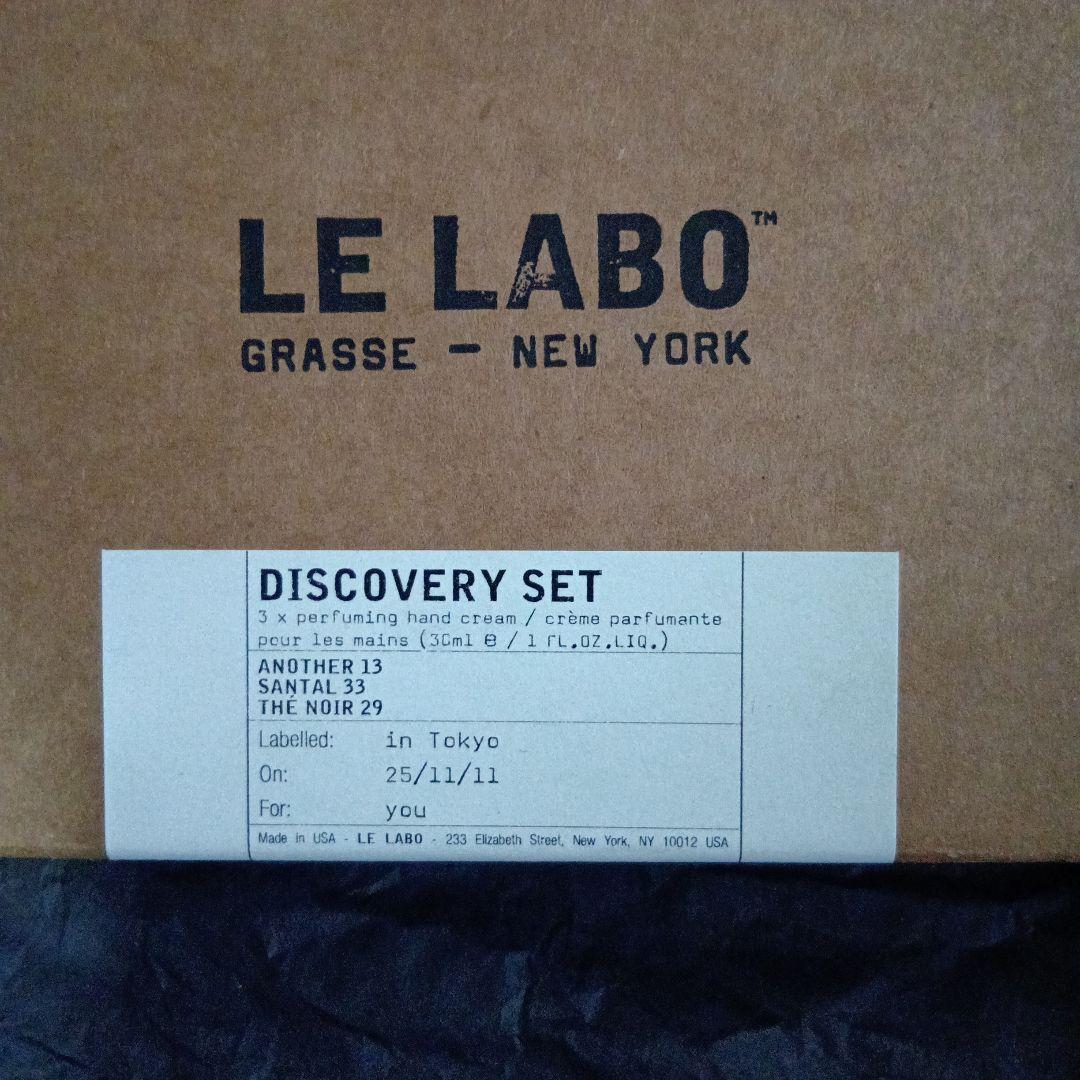 LE LABO™
GRASSE – NEW YORK
DISCOVERY SET
3 x perfuming hand cream / crème parfumante
pour les mains (30ml ℮ / 1 FL.OZ.LIQ.)
ANOTHER 13
SANTAL 33
THÉ NOIR 29
Labelled: in Tokyo
On: 25/11/11
For: you
Made in USA - LE LABO - 233 Elizabeth Street, New York, NY 10012 USA